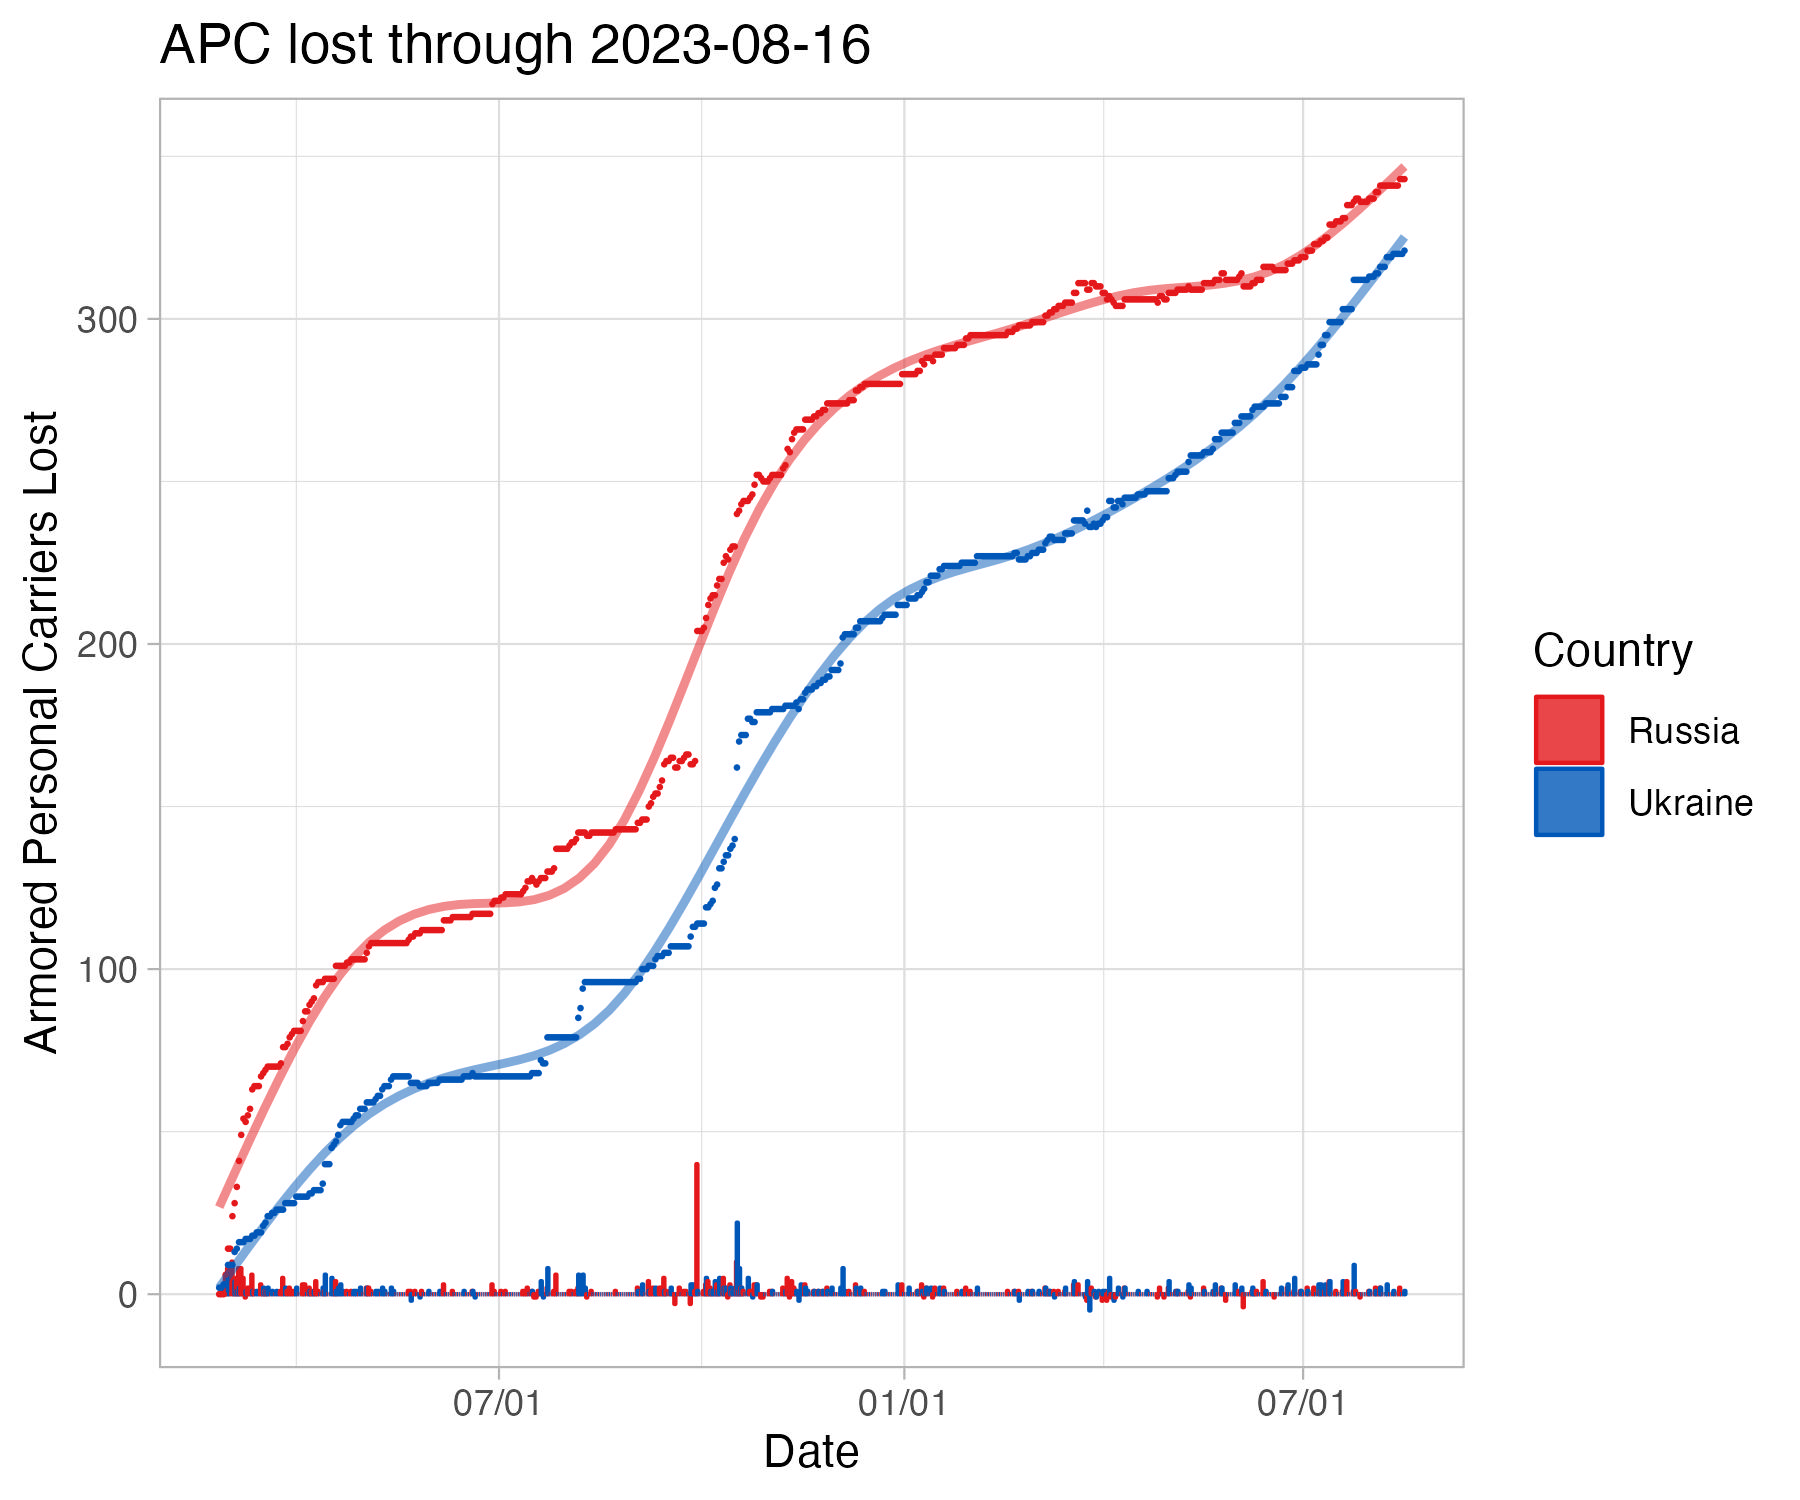 APC lost through 2023-08-16
Armored Personal Carriers Lost
300
200
100
0
07/01
01/01
07/01
Date
Country
Russia
Ukraine